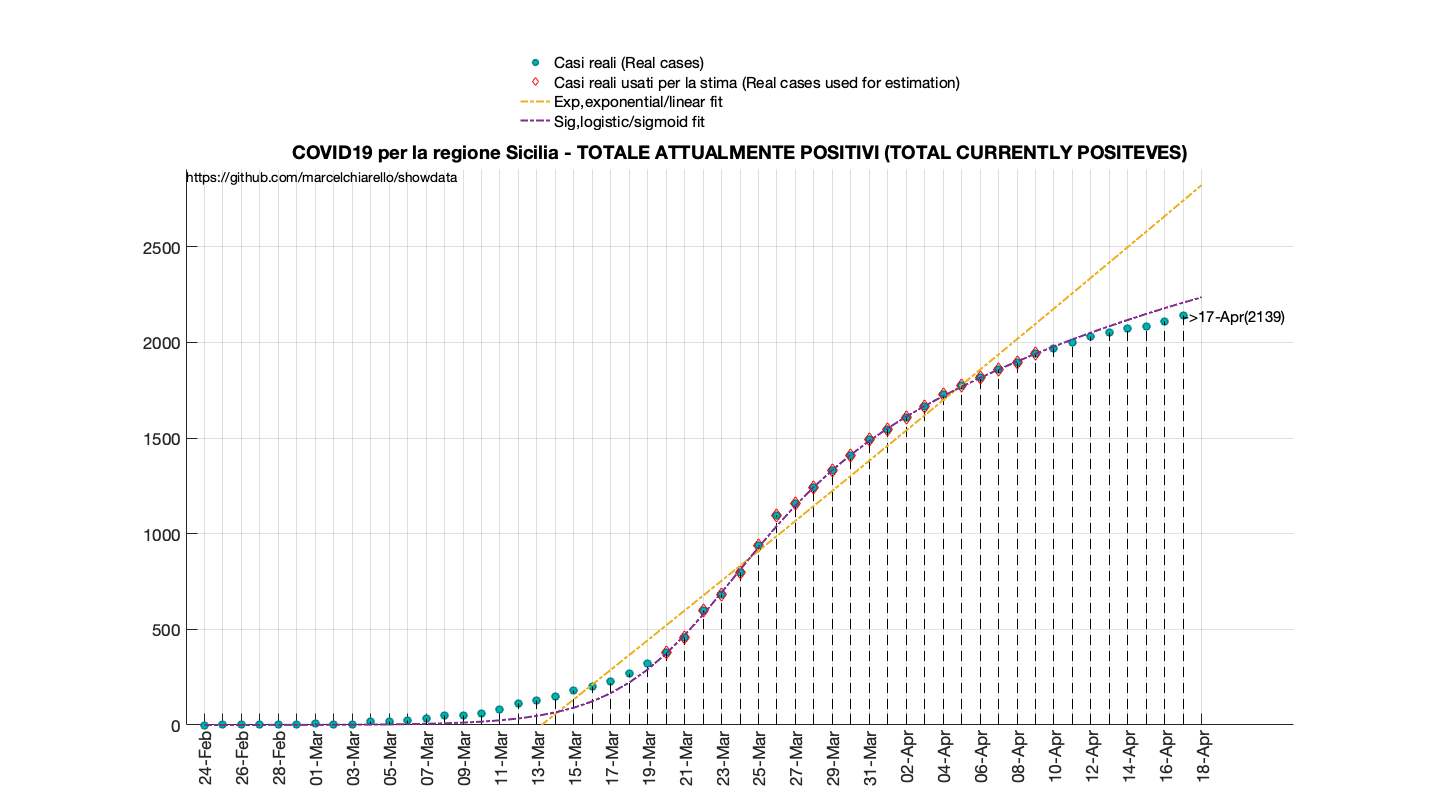 Casi reali (Real cases)
Casi reali usati per la stima (Real cases used for estimation)
Exp,exponential/linear fit
Sig,logistic/sigmoid fit
COVID19 per la regione Sicilia - TOTALE ATTUALMENTE POSITIVI (TOTAL CURRENTLY POSITEVES)
https://github.com/marcelchiarello/showdata
2500
2000
1500
1000
500
0
->17-Apr(2139)
24-Feb
26-Feb
28-Feb
01-Mar
03-Mar
05-Mar
07-Mar
09-Mar
11-Mar
13-Mar
15-Mar
17-Mar
19-Mar
21-Mar
23-Mar
25-Mar
27-Mar
29-Mar
31-Mar
02-Apr
04-Apr
06-Apr
08-Apr
10-Apr
12-Apr
14-Apr
16-Apr
18-Apr